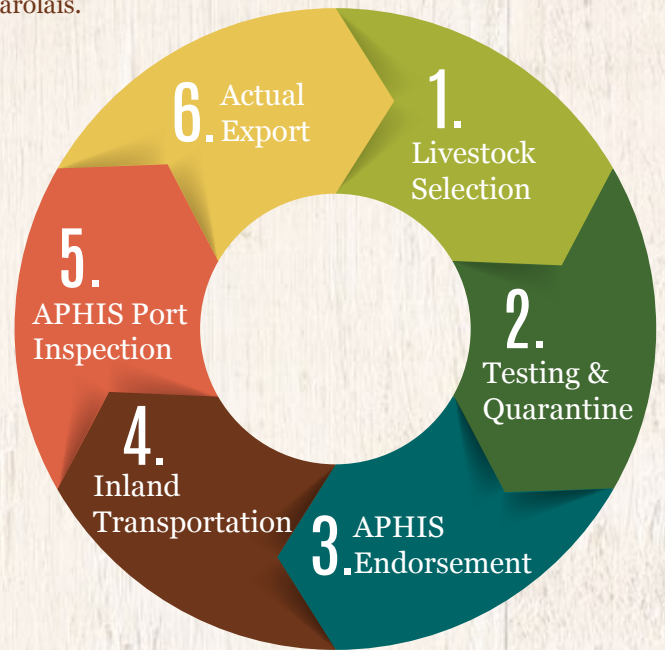 arolais.
1.
Livestock
Selection
2.
Testing &
Quarantine
3.
APHIS
Endorsement
4.
Inland
Transportation
5.
APHIS Port
Inspection
6.
Actual
Export